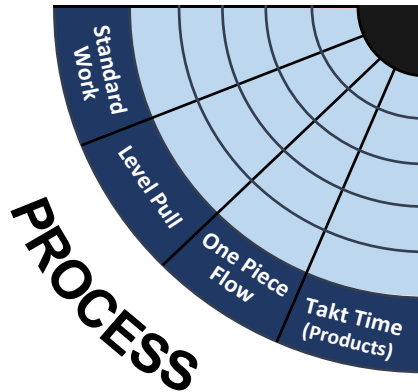 Standard
Work
Level Pull
One Piece
Flow
Takt Time
(Products)
PROCESS